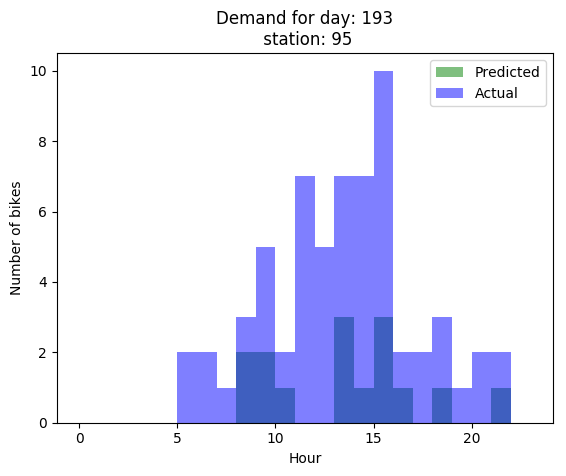 Demand for day: 193
station: 95
Predicted
Actual
Number of bikes
10
8
6
4
2
0
0 5 10 15 20
Hour